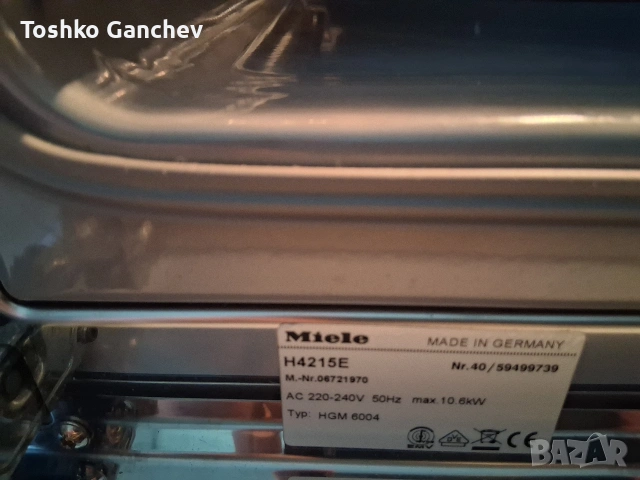 Toshko Ganchev
Miele MADE IN GERMANY
H4215E Nr.40/59499739
M.-Nr.06721970
AC 220-240V 50Hz max.10.6kW
Typ: HGM 6004
CE
BAZAR